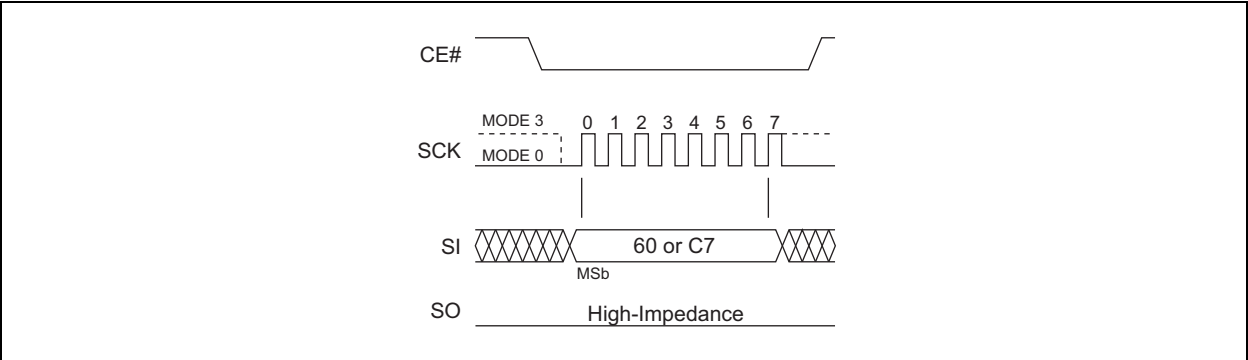 CE#
MODE 3
0 1 2 3 4 5 6 7
SCK
MODE 0
SI
60 or C7
MSb
SO
High-Impedance